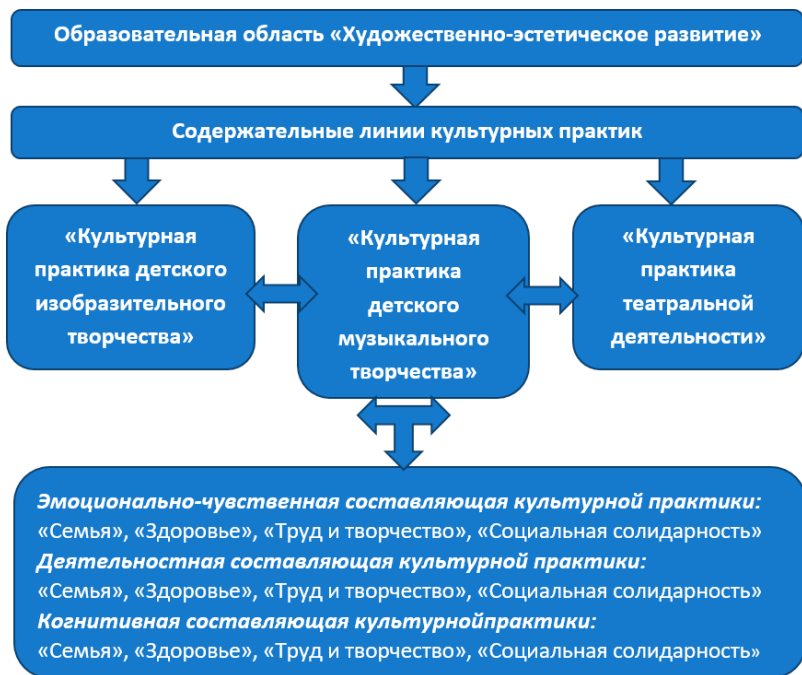 Образовательная область «Художественно-эстетическое развитие»
Содержательные линии культурных практик
«Культурная
практика детского
изобразительного
творчества»
«Культурная
практика
детского
музыкального
творчества»
«Культурная
практика
театральной
деятельности»
Эмоционально-чувственная составляющая культурной практики:
«Семья», «Здоровье», «Труд и творчество», «Социальная солидарность»
Деятельностная составляющая культурной практики:
«Семья», «Здоровье», «Труд и творчество», «Социальная солидарность»
Когнитивная составляющая культурнойпрактики:
«Семья», «Здоровье», «Труд и творчество», «Социальная солидарность»